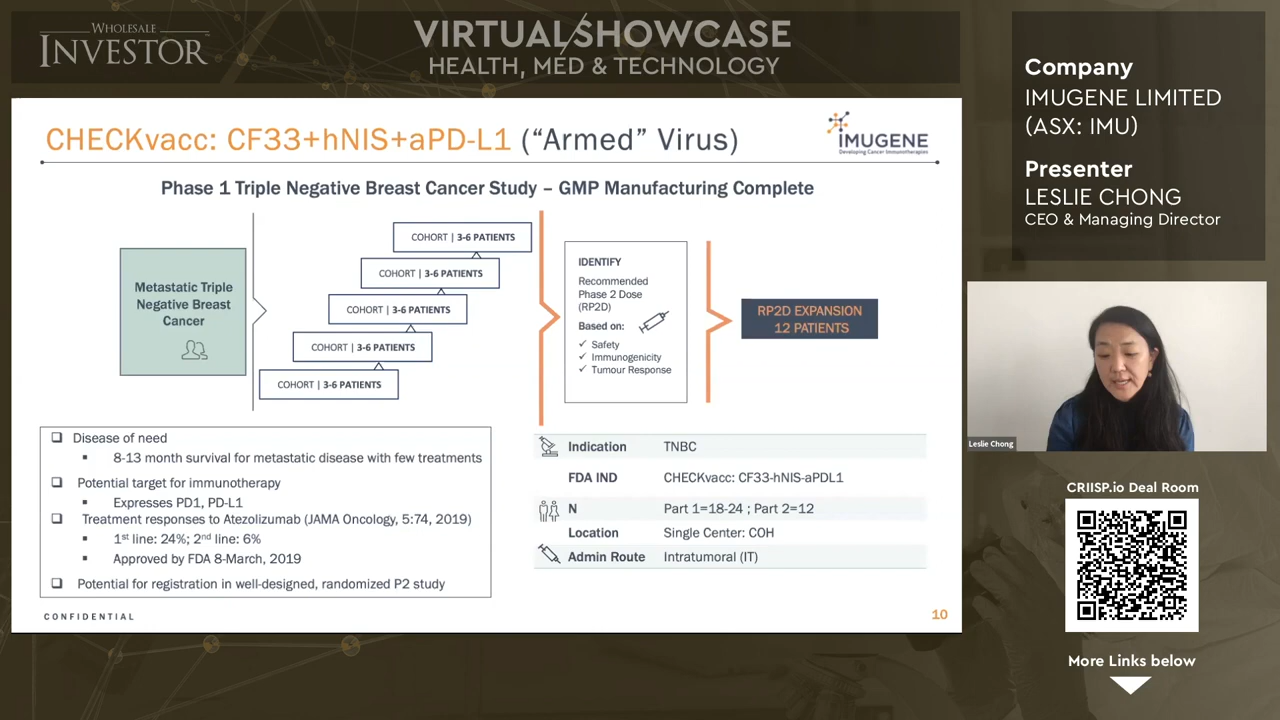 WHOLESALE
INVESTOR
VIRTUAL SHOWCASE
HEALTH, MED & TECHNOLOGY
Company
IMUGENE LIMITED
(ASX: IMU)
Presenter
LESLIE CHONG
CEO & Managing Director
CHECKvacc: CF33+hNIS+aPD-L1 (“Armed” Virus)
IMUGENE
Developing Cancer Immunotherapies
Phase 1 Triple Negative Breast Cancer Study – GMP Manufacturing Complete
Metastatic Triple
Negative Breast
Cancer
COHORT | 3-6 PATIENTS
COHORT | 3-6 PATIENTS
COHORT | 3-6 PATIENTS
COHORT | 3-6 PATIENTS
COHORT | 3-6 PATIENTS
IDENTIFY
Recommended
Phase 2 Dose
(RP2D)
Based on:
✓ Safety
✓ Immunogenicity
✓ Tumour Response
RP2D EXPANSION
12 PATIENTS
Disease of need
8-13 month survival for metastatic disease with few treatments
Potential target for immunotherapy
Expresses PD1, PD-L1
Treatment responses to Atezolizumab (JAMA Oncology, 5:74, 2019)
1st line: 24%; 2nd line: 6%
Approved by FDA 8-March, 2019
Potential for registration in well-designed, randomized P2 study
Indication TNBC
FDA IND CHECKvacc: CF33-hNIS-aPDL1
N Part 1=18-24 ; Part 2=12
Location Single Center: COH
Admin Route Intratumoral (IT)
CONFIDENTIAL
10
Leslie Chong
CRIISP.io Deal Room
More Links below